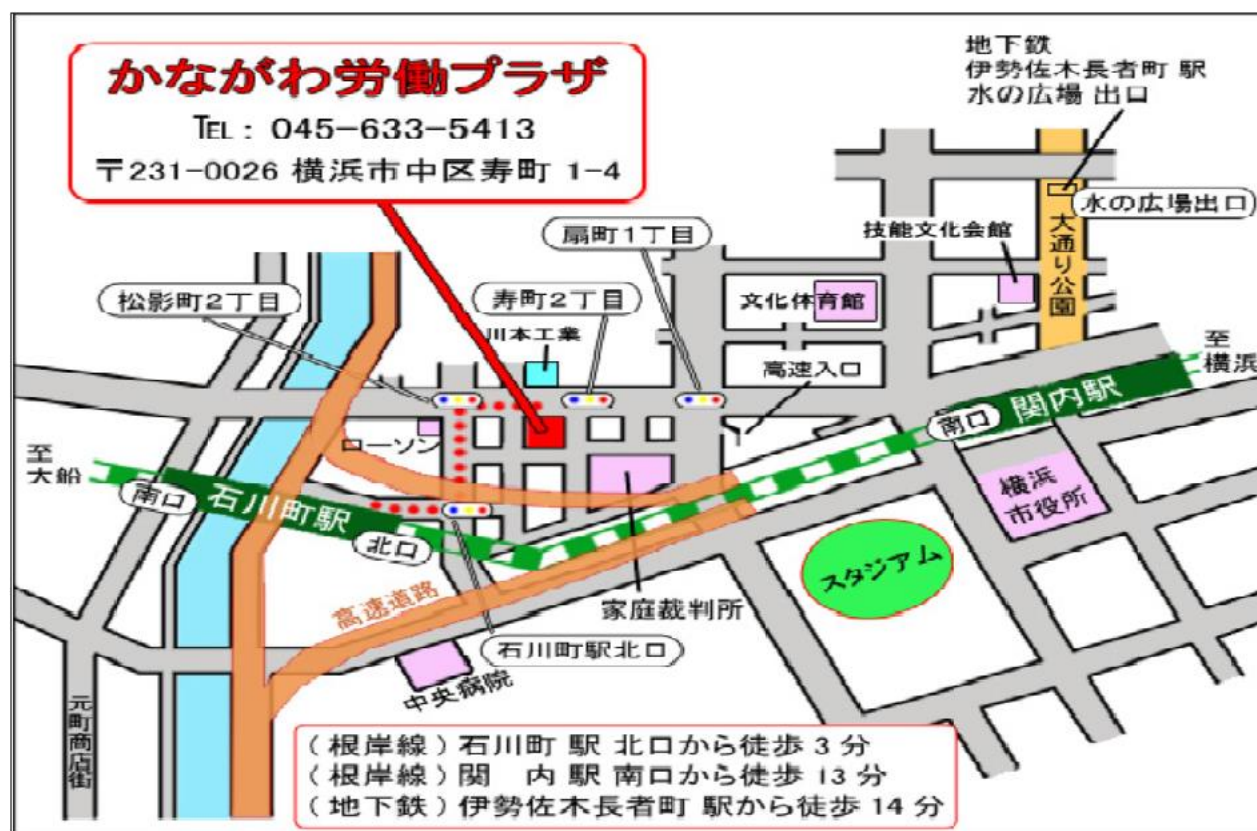 かながわ労働プラザ
TEL: 045-633-5413
〒231-0026 横浜市中区寿町 1-4
地下鉄
伊勢佐木長者町 駅
水の広場 出口
水の広場出口
大通り公園
技能文化会館
扇町1丁目
文化体育館
松影町2丁目
寿町2丁目
川本工業
高速入口
至
横浜
関内駅
南口
ローソン
至
大船
南口
石川町駅
北口
横浜
市役所
スタジアム
高速道路
家庭裁判所
石川町駅北口
中央病院
元町商店街
(根岸線)石川町 駅 北口から徒歩 3 分
(根岸線)関 内 駅 南口から徒歩 13 分
(地下鉄)伊勢佐木長者町 駅から徒歩 14 分